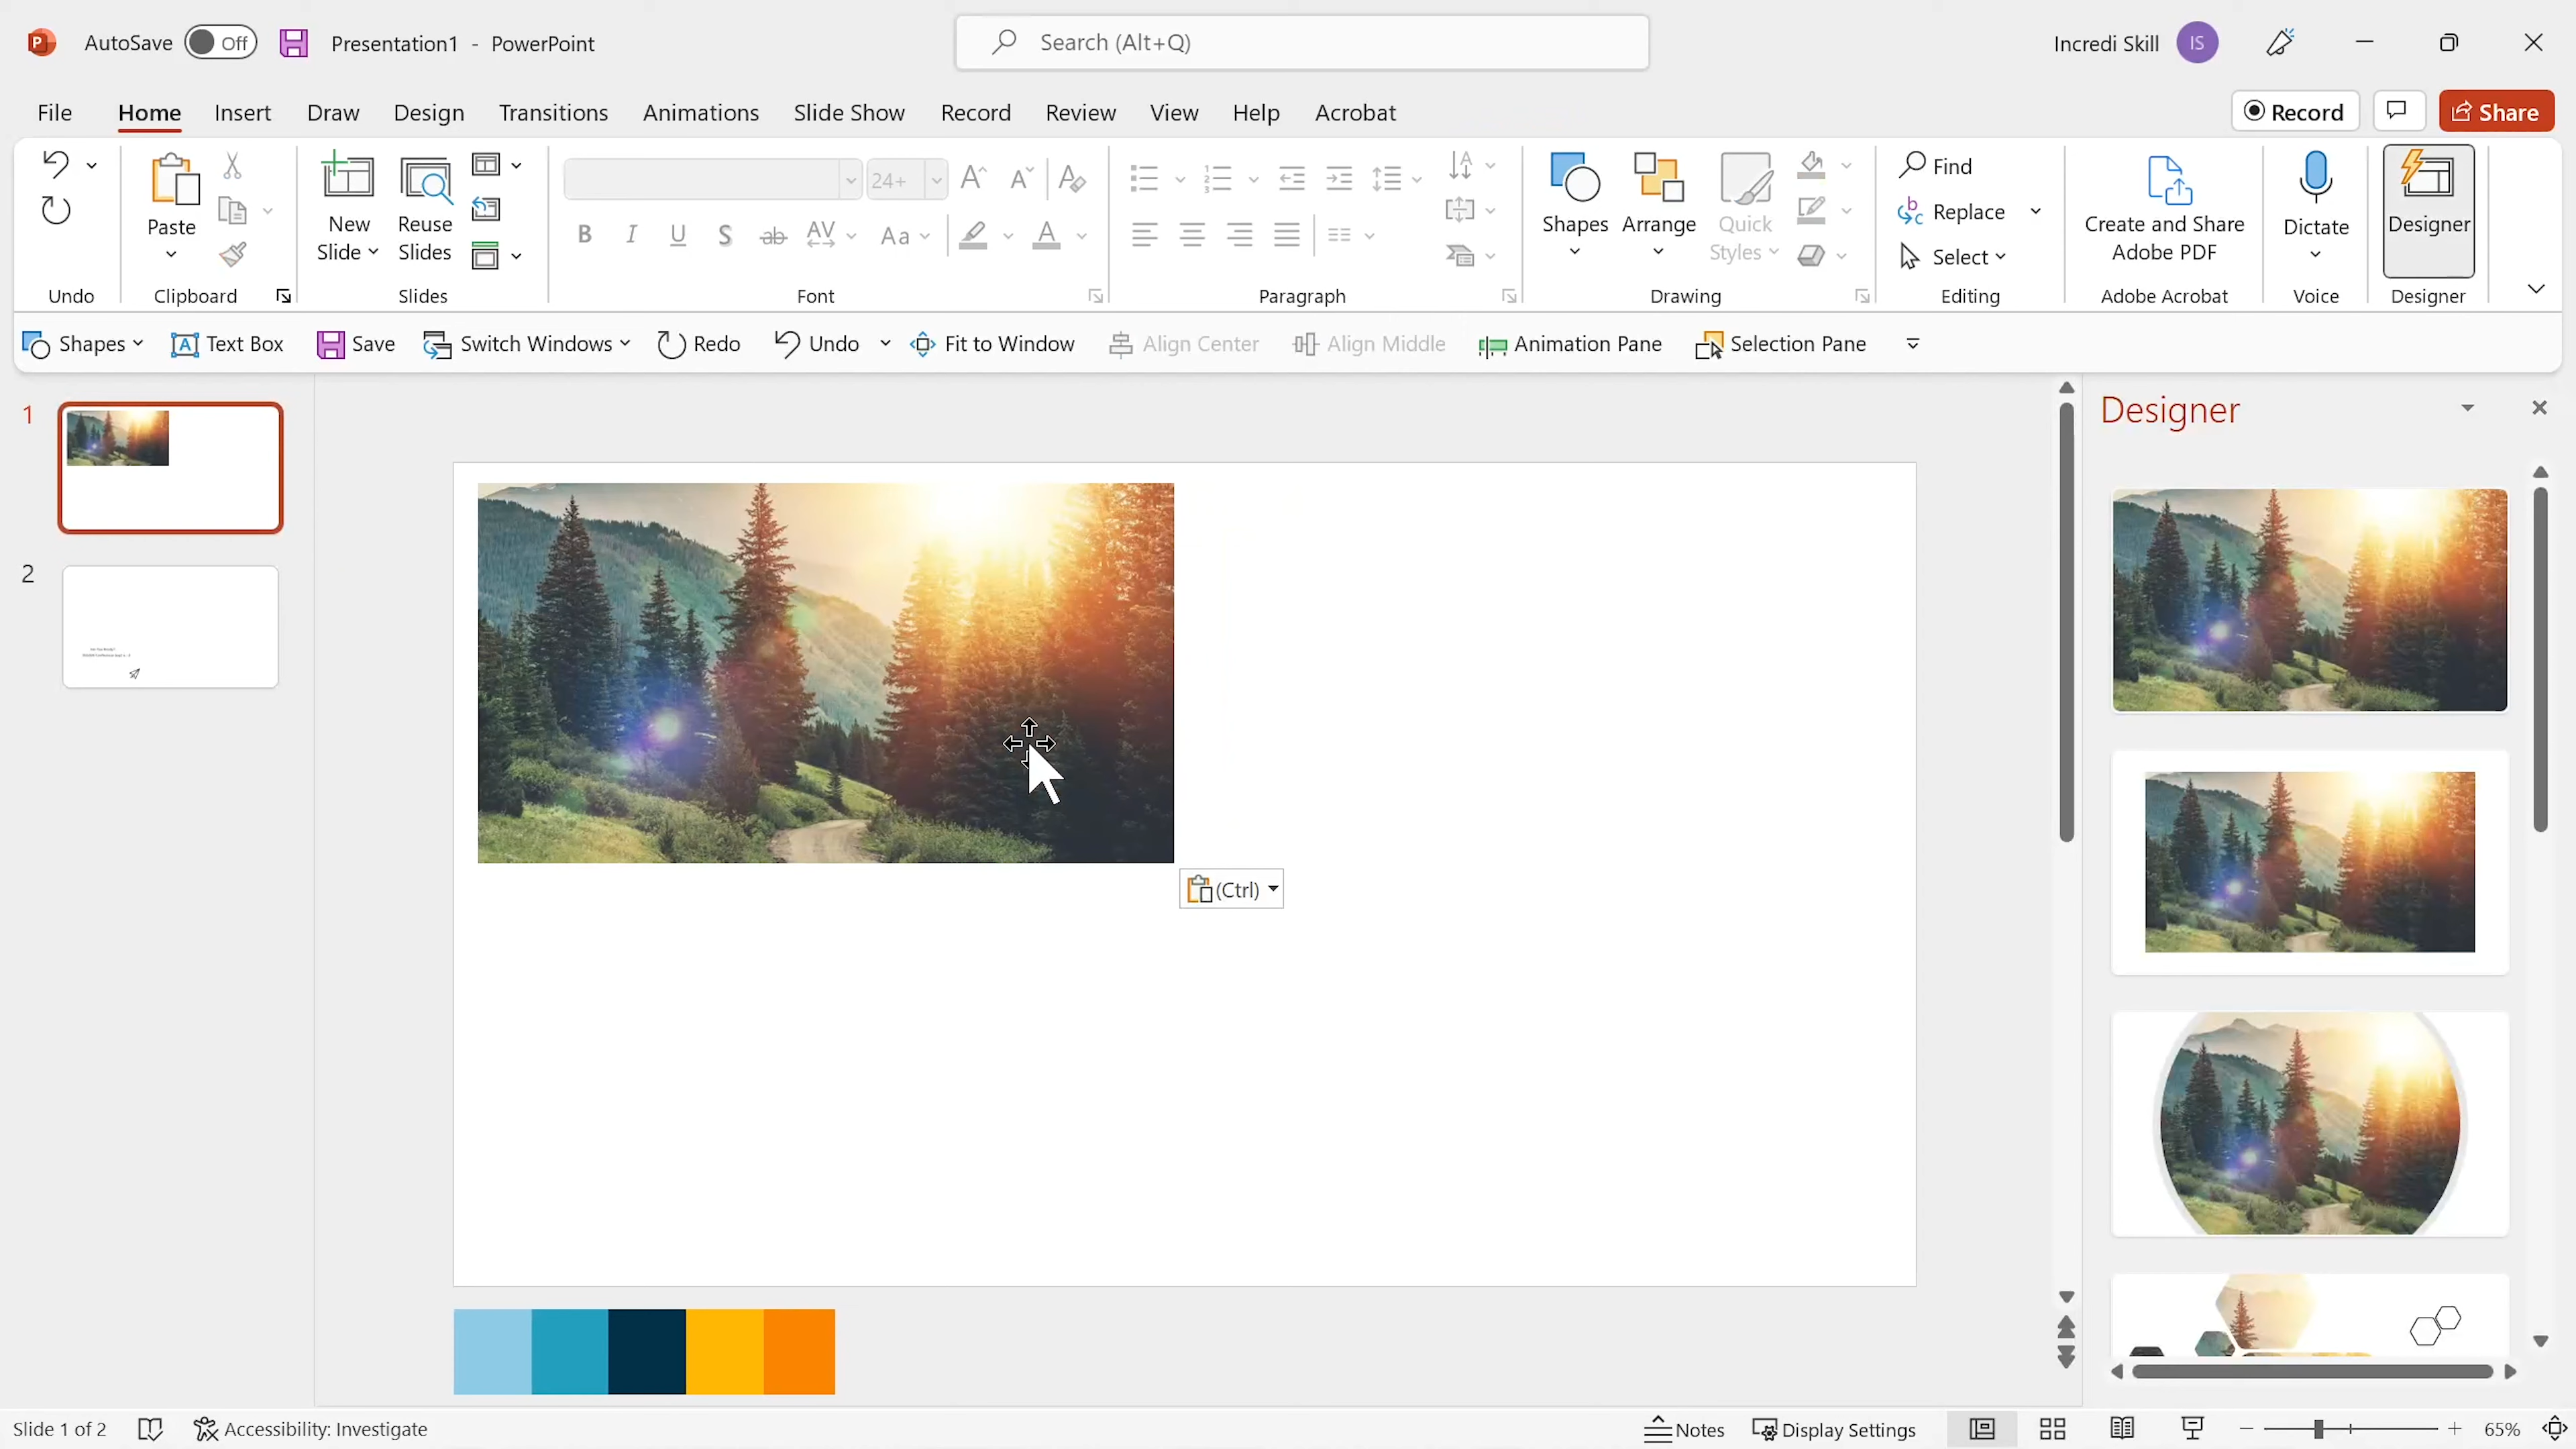 AutoSave Off Presentation1 - PowerPoint Search (Alt+Q) Incredi Skill IS
File Home Insert Draw Design Transitions Animations Slide Show Record Review View Help Acrobat Record Share
Paste New Slide Reuse Slides 24+ Shapes Arrange Quick Styles Find Replace Select Create and Share Adobe PDF Dictate Designer
Undo Clipboard Slides Font Paragraph Drawing Editing Adobe Acrobat Voice Designer
Shapes Text Box Save Switch Windows Redo Undo Fit to Window Align Center Align Middle Animation Pane Selection Pane
Designer
1
2
(Ctrl)
Slide 1 of 2 Accessibility: Investigate Notes Display Settings 65%